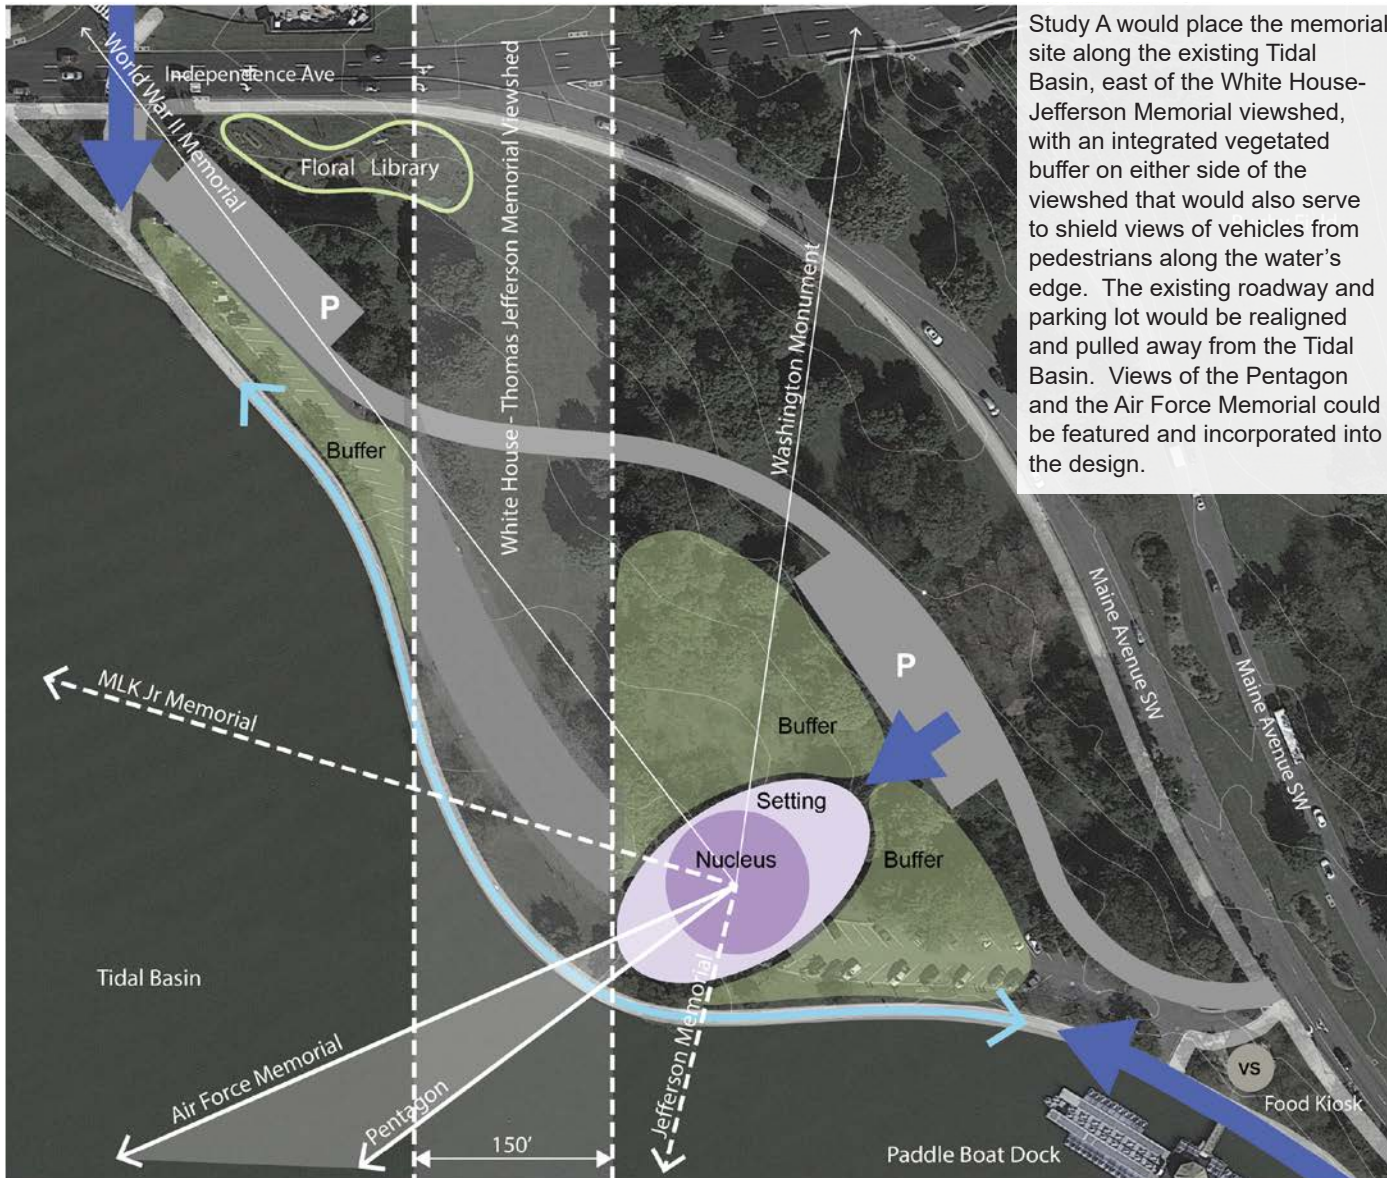 Study A would place the memorial
site along the existing Tidal
Basin, east of the White House-
Jefferson Memorial viewshed,
with an integrated vegetated
buffer on either side of the
viewshed that would also serve
to shield views of vehicles from
pedestrians along the water's
edge. The existing roadway and
parking lot would be realigned
and pulled away from the Tidal
Basin. Views of the Pentagon
and the Air Force Memorial could
be featured and incorporated into
the design.
World War II Memorial
Independence Ave
White House - Thomas Jefferson Memorial Viewshed
Floral Library
P
Washington Monument
Buffer
Maine Avenue SW
Maine Avenue SW
P
MLK Jr Memorial
Buffer
Setting
Nucleus
Buffer
Tidal Basin
Jefferson Memorial
Air Force Memorial
Pentagon
150'
VS
Food Kiosk
Paddle Boat Dock